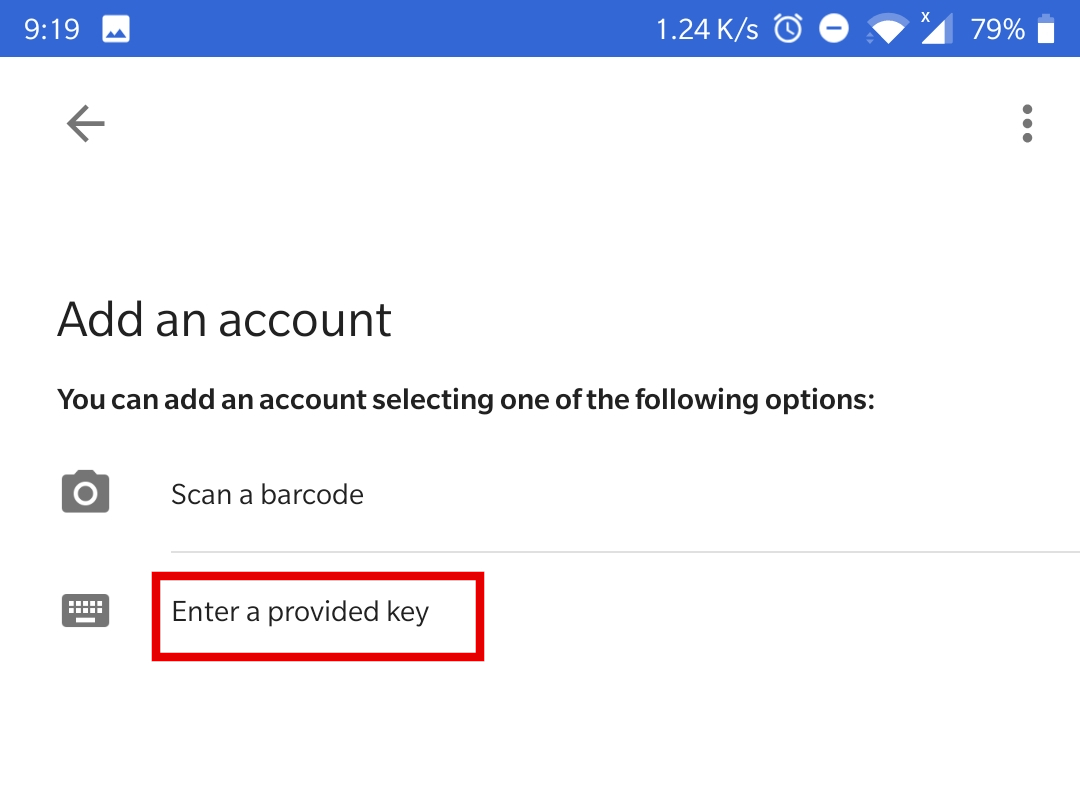 9:19 1.24 K/s x 79%
Add an account
You can add an account selecting one of the following options:
Scan a barcode
Enter a provided key